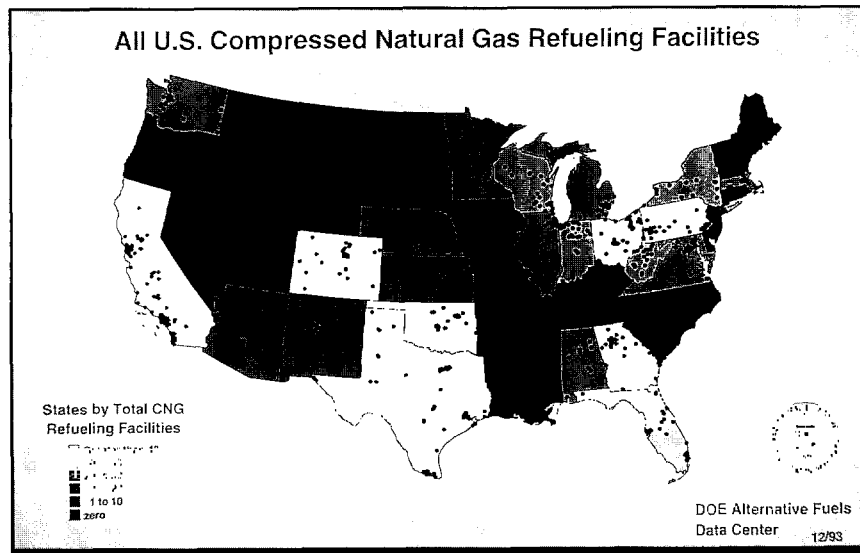 All U.S. Compressed Natural Gas Refueling Facilities
States by Total CNG
Refueling Facilities
1 to 10
zero
DOE Alternative Fuels
Data Center
12/93